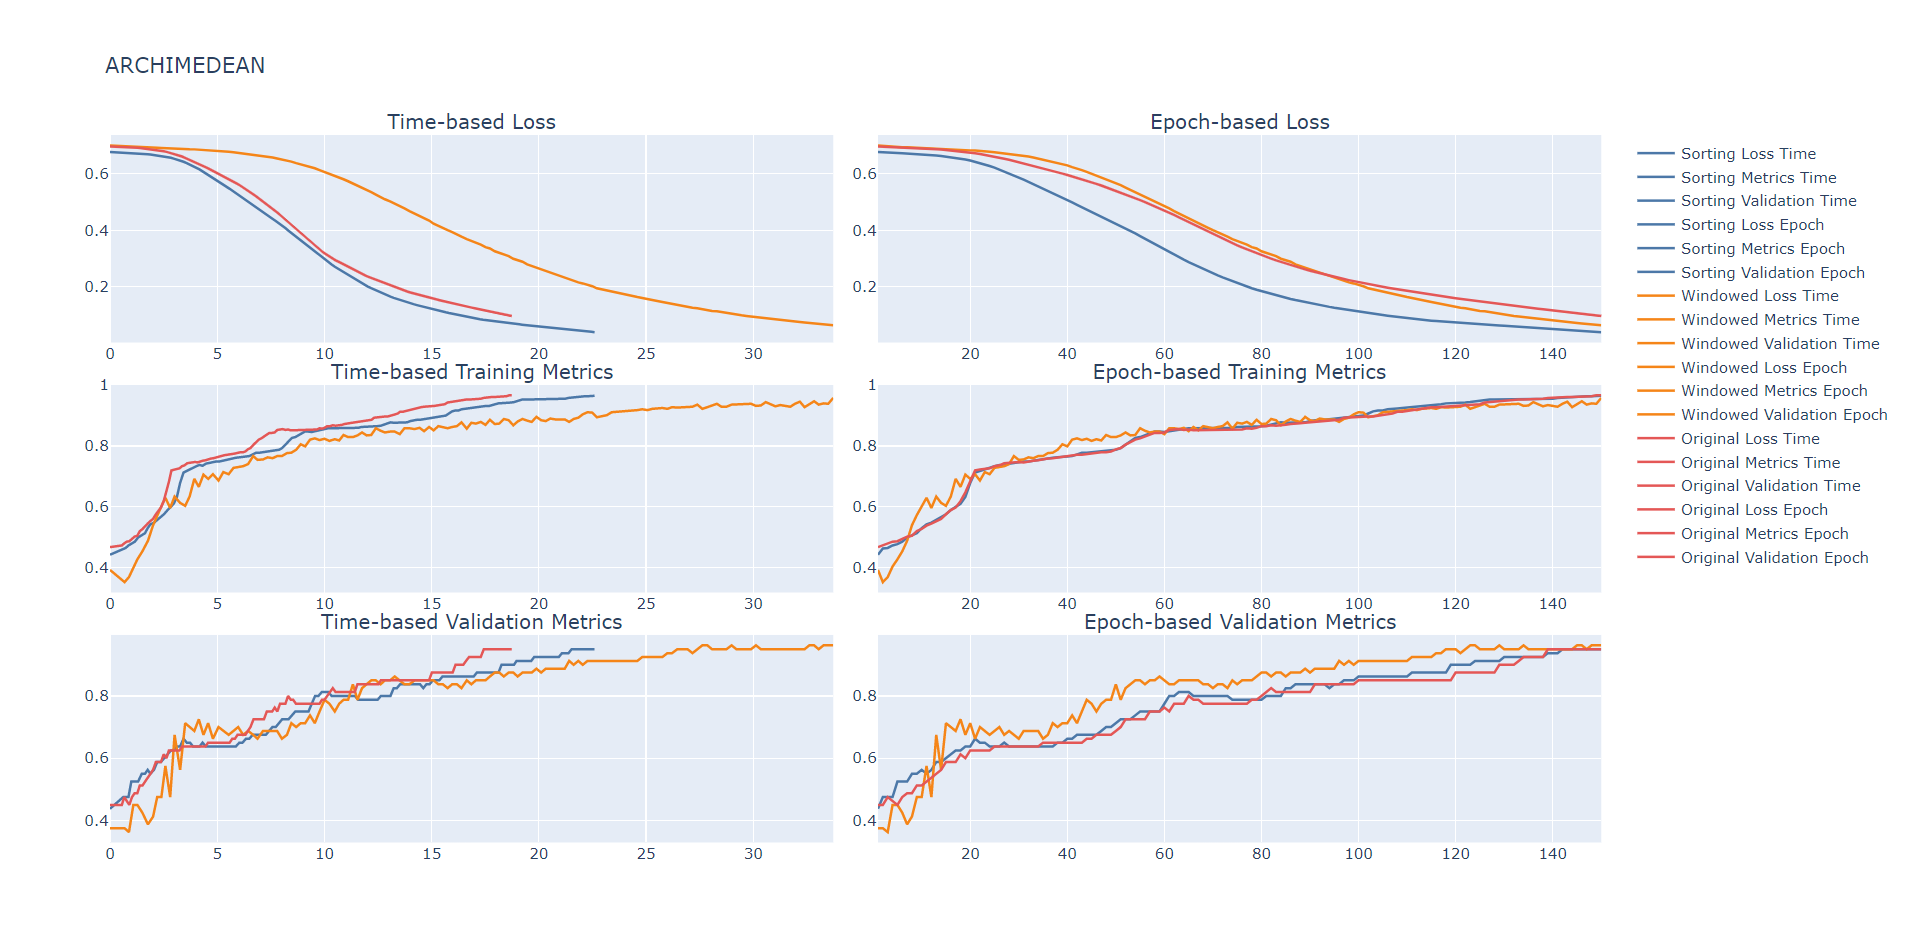 ARCHIMEDEAN
Time-based Loss
Epoch-based Loss
0.6
0.4
0.2
0 5 10 15 20 25 30
0.6
0.4
0.2
20 40 60 80 100 120 140
Time-based Training Metrics
Epoch-based Training Metrics
1
0.8
0.6
0.4
0 5 10 15 20 25 30
1
0.8
0.6
0.4
20 40 60 80 100 120 140
Time-based Validation Metrics
Epoch-based Validation Metrics
0.8
0.6
0.4
0 5 10 15 20 25 30
0.8
0.6
0.4
20 40 60 80 100 120 140
Sorting Loss Time
Sorting Metrics Time
Sorting Validation Time
Sorting Loss Epoch
Sorting Metrics Epoch
Sorting Validation Epoch
Windowed Loss Time
Windowed Metrics Time
Windowed Validation Time
Windowed Loss Epoch
Windowed Metrics Epoch
Windowed Validation Epoch
Original Loss Time
Original Metrics Time
Original Validation Time
Original Loss Epoch
Original Metrics Epoch
Original Validation Epoch